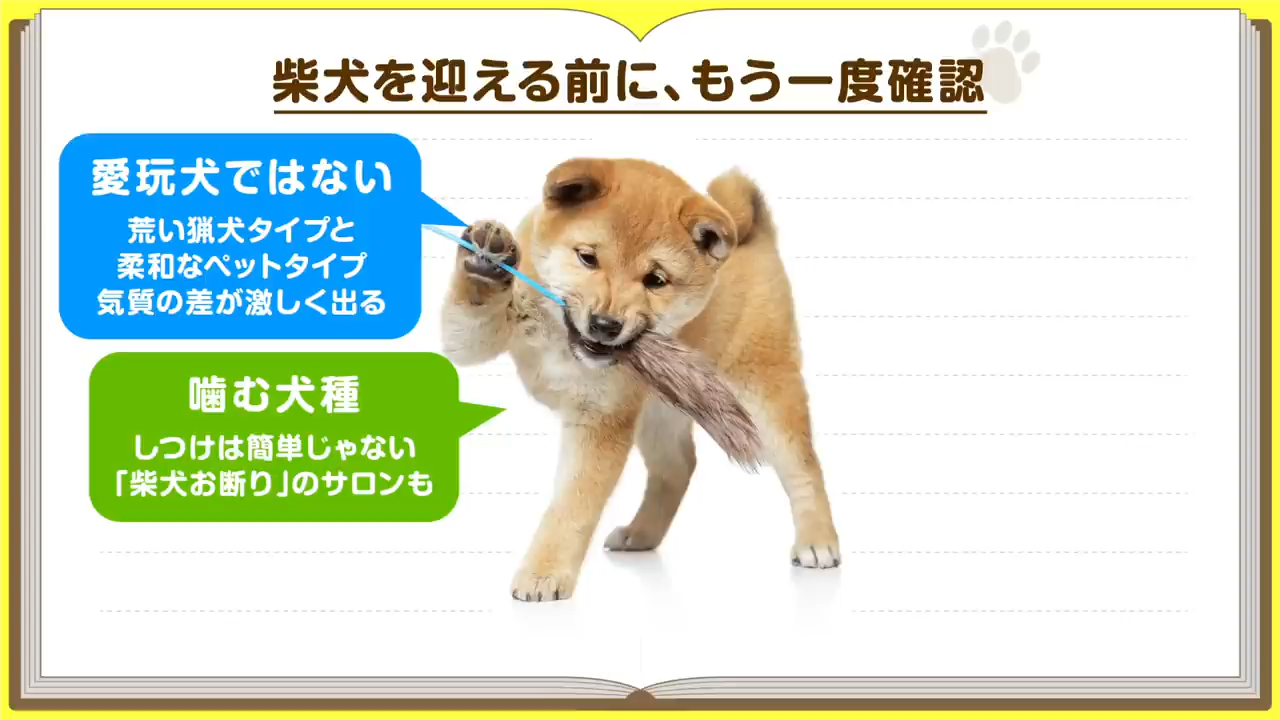 柴犬を迎える前に、もう一度確認
愛玩犬ではない
荒い猟犬タイプと
柔和なペットタイプ
気質の差が激しく出る
噛む犬種
しつけは簡単じゃない
「柴犬お断り」のサロンも